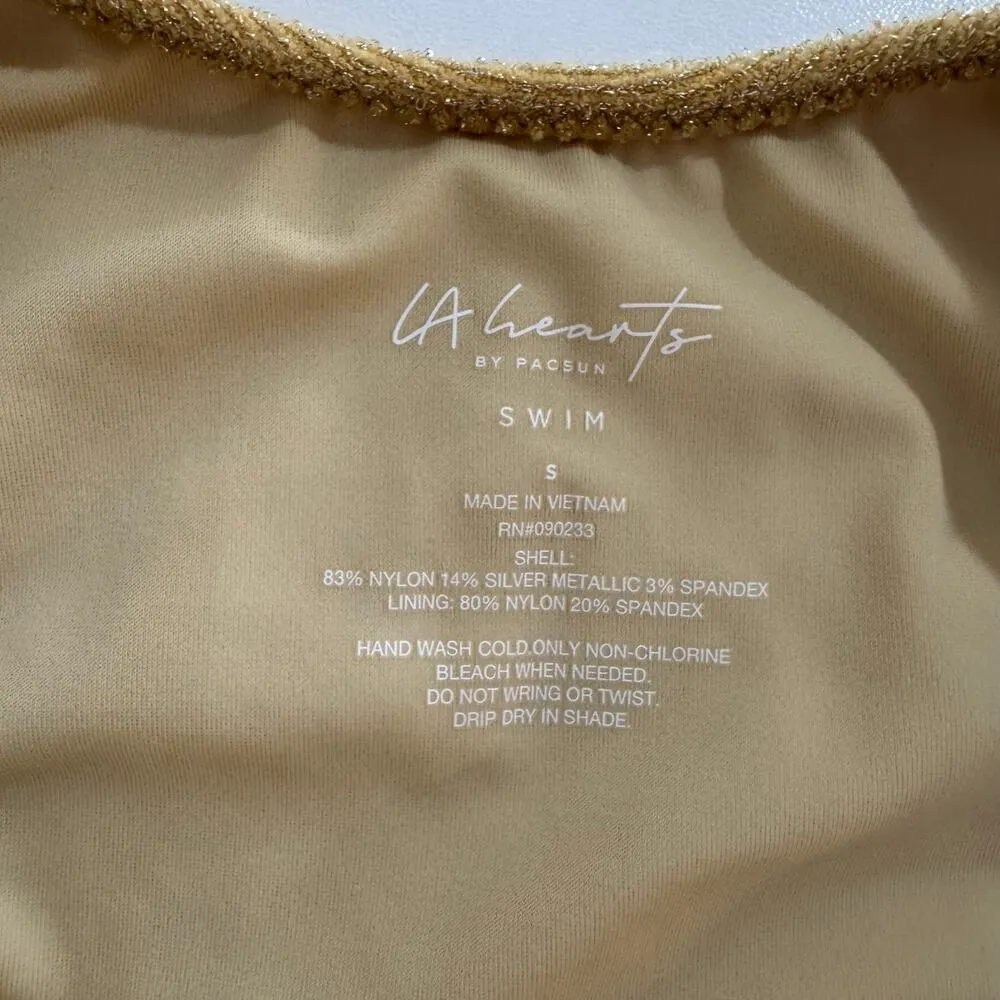 LA hearts
BY PACSUN
SWIM
S
MADE IN VIETNAM
RN#090233
SHELL:
83% NYLON 14% SILVER METALLIC 3% SPANDEX
LINING: 80% NYLON 20% SPANDEX
HAND WASH COLD.ONLY NON-CHLORINE
BLEACH WHEN NEEDED.
DO NOT WRING OR TWIST.
DRIP DRY IN SHADE.